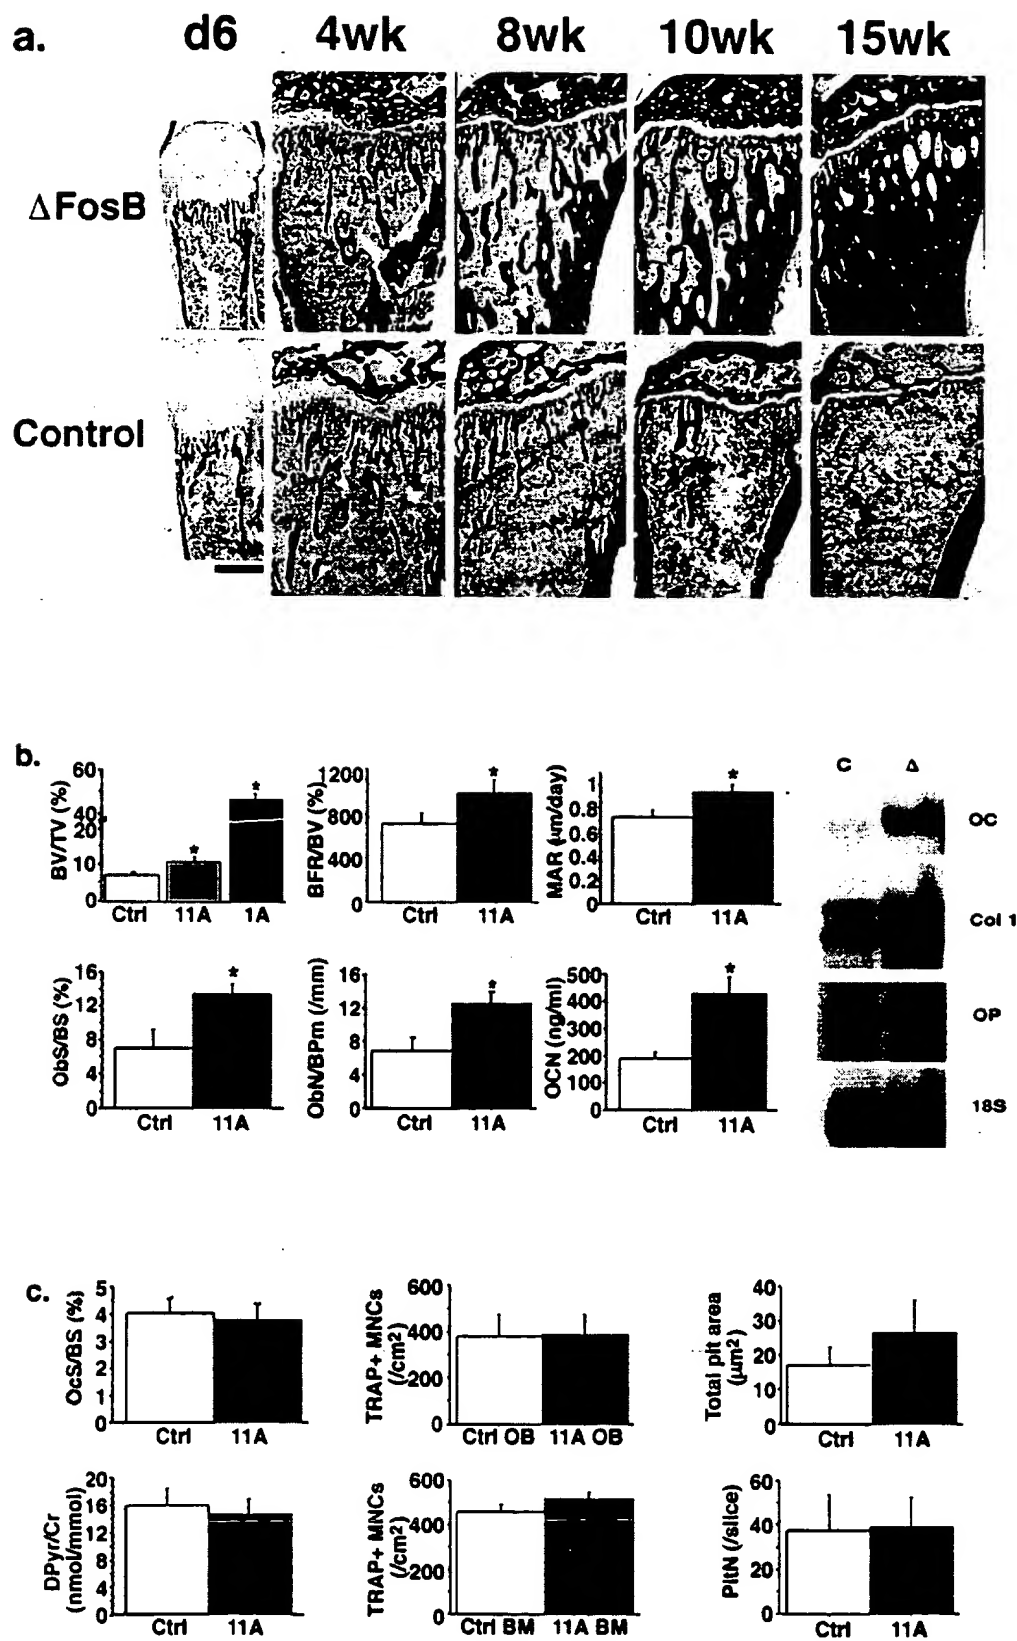 a. d6 4wk 8wk 10wk 15wk
ΔFosB
Control
b.
BV/TV (%)
60
40
20
10
0
Ctrl 11A 1A
* *
BFR/BV (%)
1200
800
400
0
Ctrl 11A
*
MAR (μm/day)
1
0.8
0.6
0.4
0.2
0
Ctrl 11A
*
C Δ
OC
Col 1
OP
18S
ObS/BS (%)
16
12
8
4
0
Ctrl 11A
*
ObN/BPm (/mm)
16
12
8
4
0
Ctrl 11A
*
OCN (ng/ml)
500
400
300
200
100
0
Ctrl 11A
*
c.
OcS/BS (%)
5
4
3
2
1
0
Ctrl 11A
TRAP+ MNCs
(/cm2)
600
400
200
0
Ctrl OB 11A OB
Total pit area
(μm2)
40
30
20
10
0
Ctrl 11A
DPyr/Cr
(nmol/mmol)
20
16
12
8
4
0
Ctrl 11A
TRAP+ MNCs
(/cm2)
600
400
200
0
Ctrl BM 11A BM
PitN (/slice)
60
40
20
0
Ctrl 11A